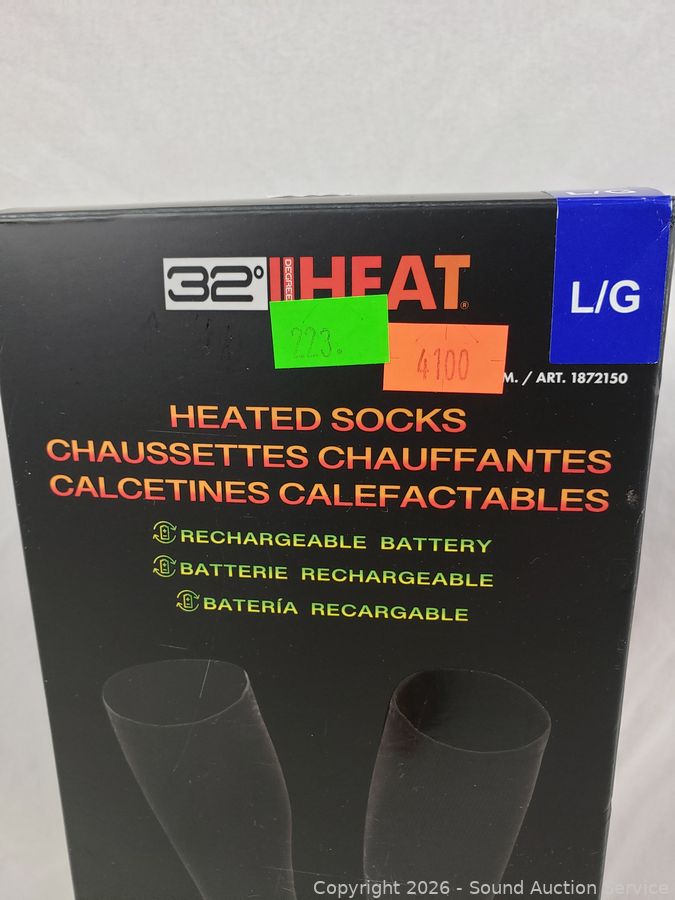 L/G
32° DEGREES HEAT®
L/G
223.
4100
M. / ART. 1872150
HEATED SOCKS
CHAUSSETTES CHAUFFANTES
CALCETINES CALEFACTABLES
RECHARGEABLE BATTERY
BATTERIE RECHARGEABLE
BATERÍA RECARGABLE
Copyright 2026 - Sound Auction Service